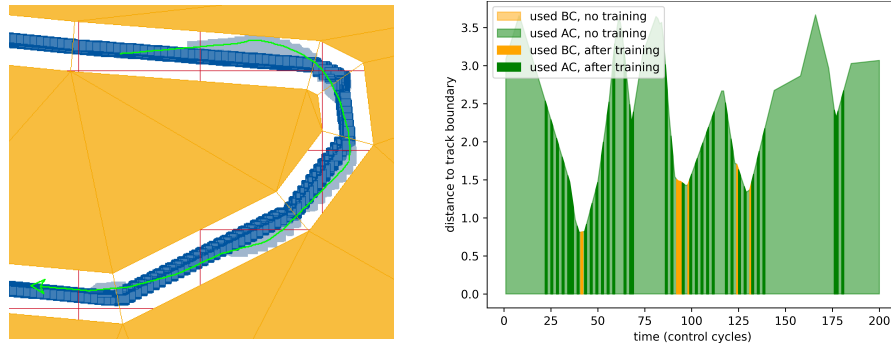 used BC, no training
used AC, no training
used BC, after training
used AC, after training
distance to track boundary
3.5
3.0
2.5
2.0
1.5
1.0
0.5
0.0
0 25 50 75 100 125 150 175 200
time (control cycles)